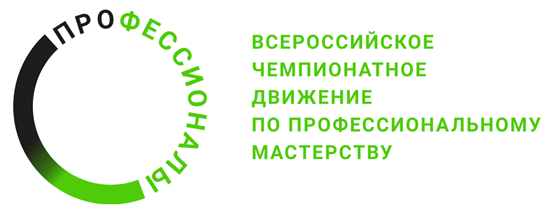 ПРОФЕССИОНАЛЫ
ВСЕРОССИЙСКОЕ
ЧЕМПИОНАТНОЕ
ДВИЖЕНИЕ
ПО ПРОФЕССИОНАЛЬНОМУ
МАСТЕРСТВУ